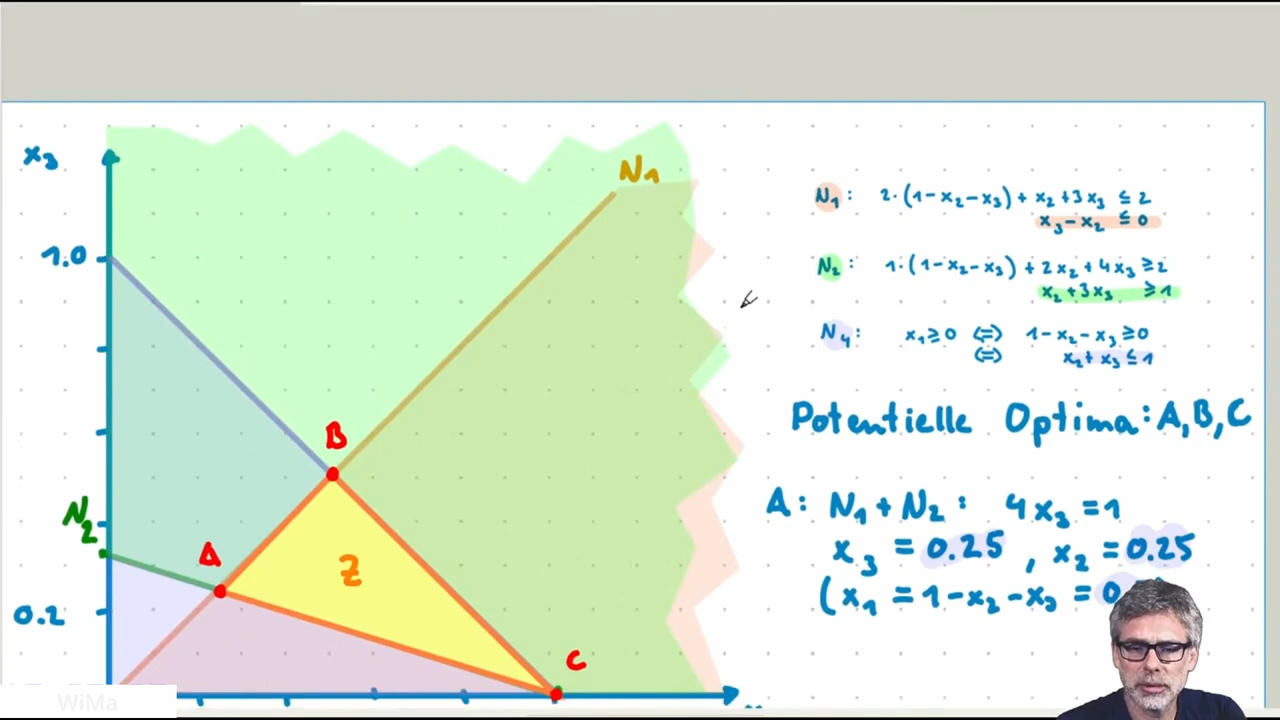 x₃
N₁
1.0
B
N₂
A
Z
0.2
C
WiMa
N₁: 2·(1-x₂-x₃) + x₂ + 3x₃ ≤ 2
x₃ - x₂ ≤ 0
N₂: 1·(1-x₂-x₃) + 2x₂ + 4x₃ ≥ 2
x₂ + 3x₃ ≥ 1
N₄: x₁ ≥ 0 ⇔ 1-x₂-x₃ ≥ 0
⇔ x₂ + x₃ ≤ 1
Potentielle Optima: A, B, C
A: N₁ + N₂: 4x₃ = 1
x₃ = 0.25, x₂ = 0.25
(x₁ = 1-x₂-x₃ =